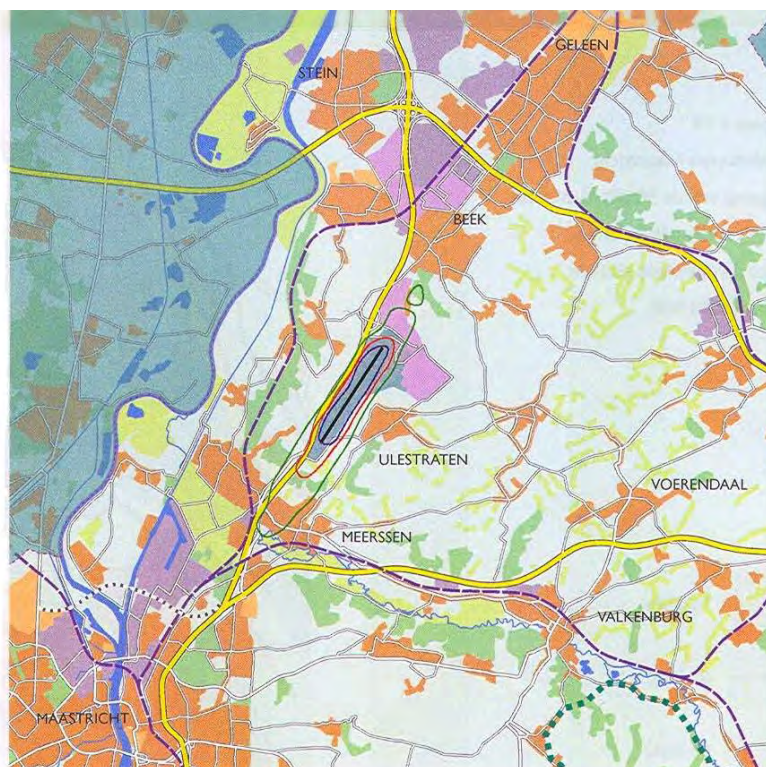 GELEEN
STEIN
BEEK
ULESTRATEN
VOERENDAAL
MEERSSEN
VALKENBURG
MAASTRICHT